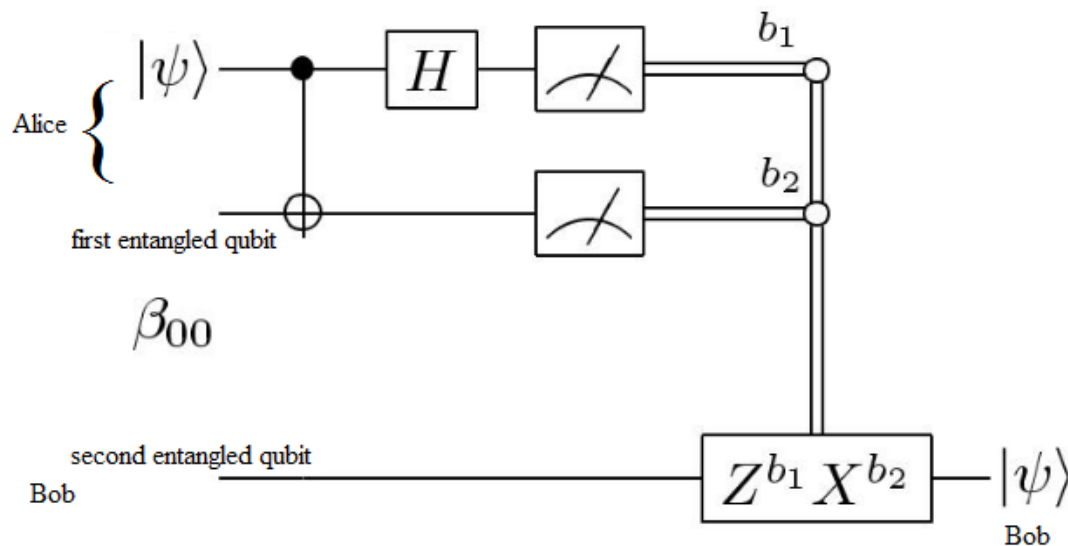 |ψ⟩
H
b₁
Alice {
b₂
first entangled qubit
β₀₀
second entangled qubit
Z^{b₁} X^{b₂}
|ψ⟩
Bob
Bob